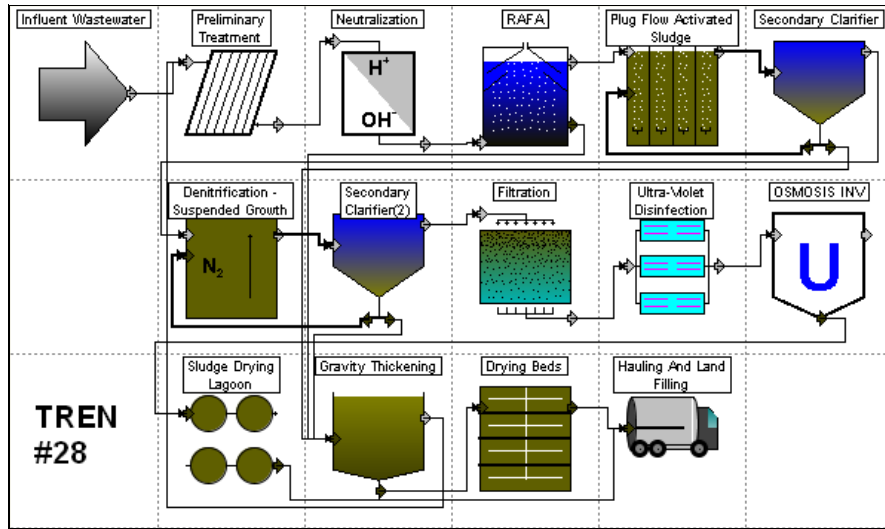 Influent Wastewater
Preliminary
Treatment
Neutralization
RAFA
Plug Flow Activated
Sludge
Secondary Clarifier
H+
OH-
Denitrification -
Suspended Growth
Secondary
Clarifier(2)
Filtration
Ultra-Violet
Disinfection
OSMOSIS INV
N2
U
Sludge Drying
Lagoon
Gravity Thickening
Drying Beds
Hauling And Land
Filling
TREN
#28